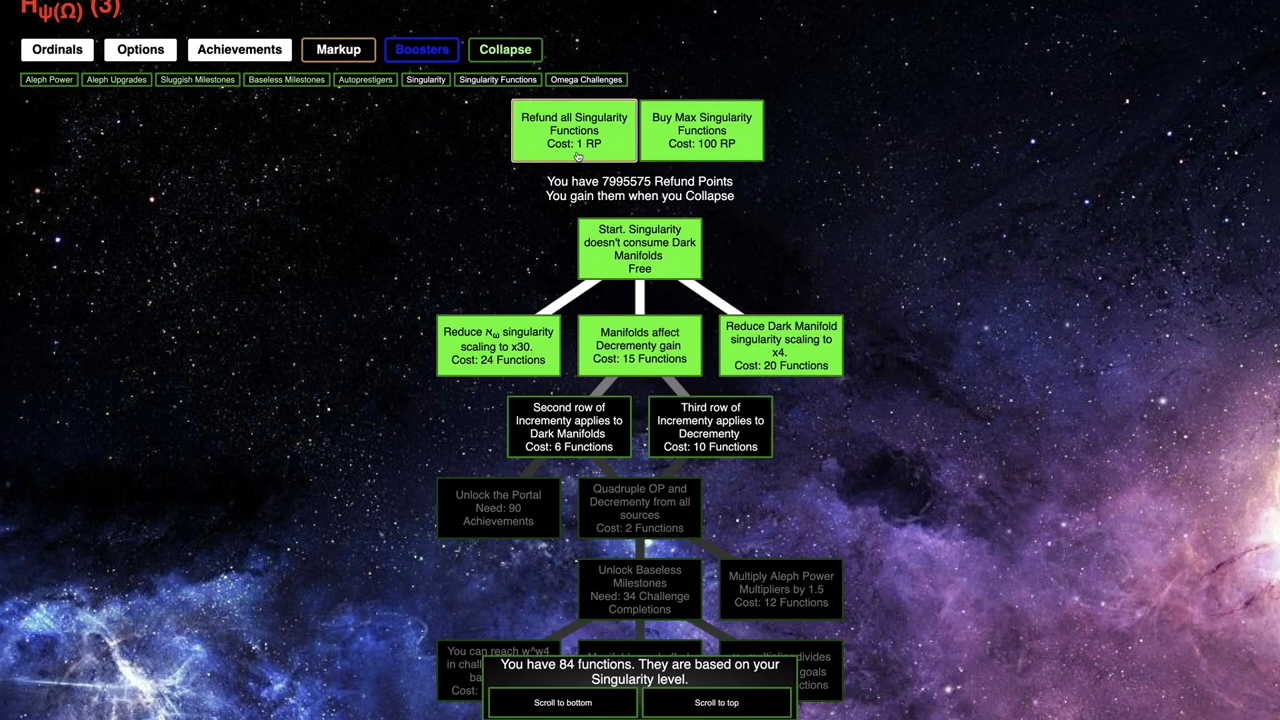 Hψ(Ω) (3)
Ordinals
Options
Achievements
Markup
Boosters
Collapse
Aleph Power
Aleph Upgrades
Sluggish Milestones
Baseless Milestones
Autoprestigers
Singularity
Singularity Functions
Omega Challenges
Refund all Singularity
Functions
Cost: 1 RP
Buy Max Singularity
Functions
Cost: 100 RP
You have 7995575 Refund Points
You gain them when you Collapse
Start. Singularity
doesn't consume Dark
Manifolds
Free
Reduce ℵω singularity
scaling to x30.
Cost: 24 Functions
Manifolds affect
Decrementy gain
Cost: 15 Functions
Reduce Dark Manifold
singularity scaling to
x4.
Cost: 20 Functions
Second row of
Incrementy applies to
Dark Manifolds
Cost: 6 Functions
Third row of
Incrementy applies to
Decrementy
Cost: 10 Functions
Unlock the Portal
Need: 90
Achievements
Quadruple OP and
Decrementy from all
sources
Cost: 2 Functions
Unlock Baseless
Milestones
Need: 34 Challenge
Completions
Multiply Aleph Power
Multipliers by 1.5
Cost: 12 Functions
You can reach w^w4
in chal
ba
Cost:
divides
goals
ctions
You have 84 functions. They are based on your
Singularity level.
Scroll to bottom
Scroll to top